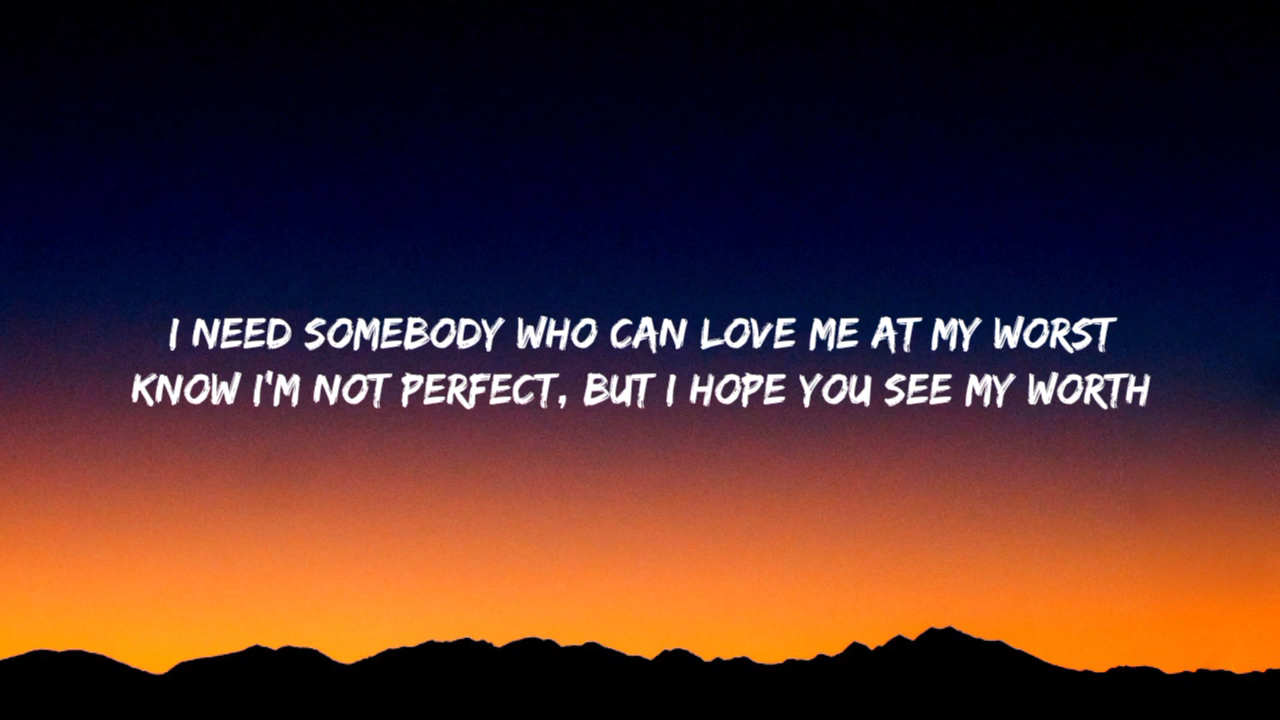 I NEED SOMEBODY WHO CAN LOVE ME AT MY WORST
KNOW I'M NOT PERFECT, BUT I HOPE YOU SEE MY WORTH